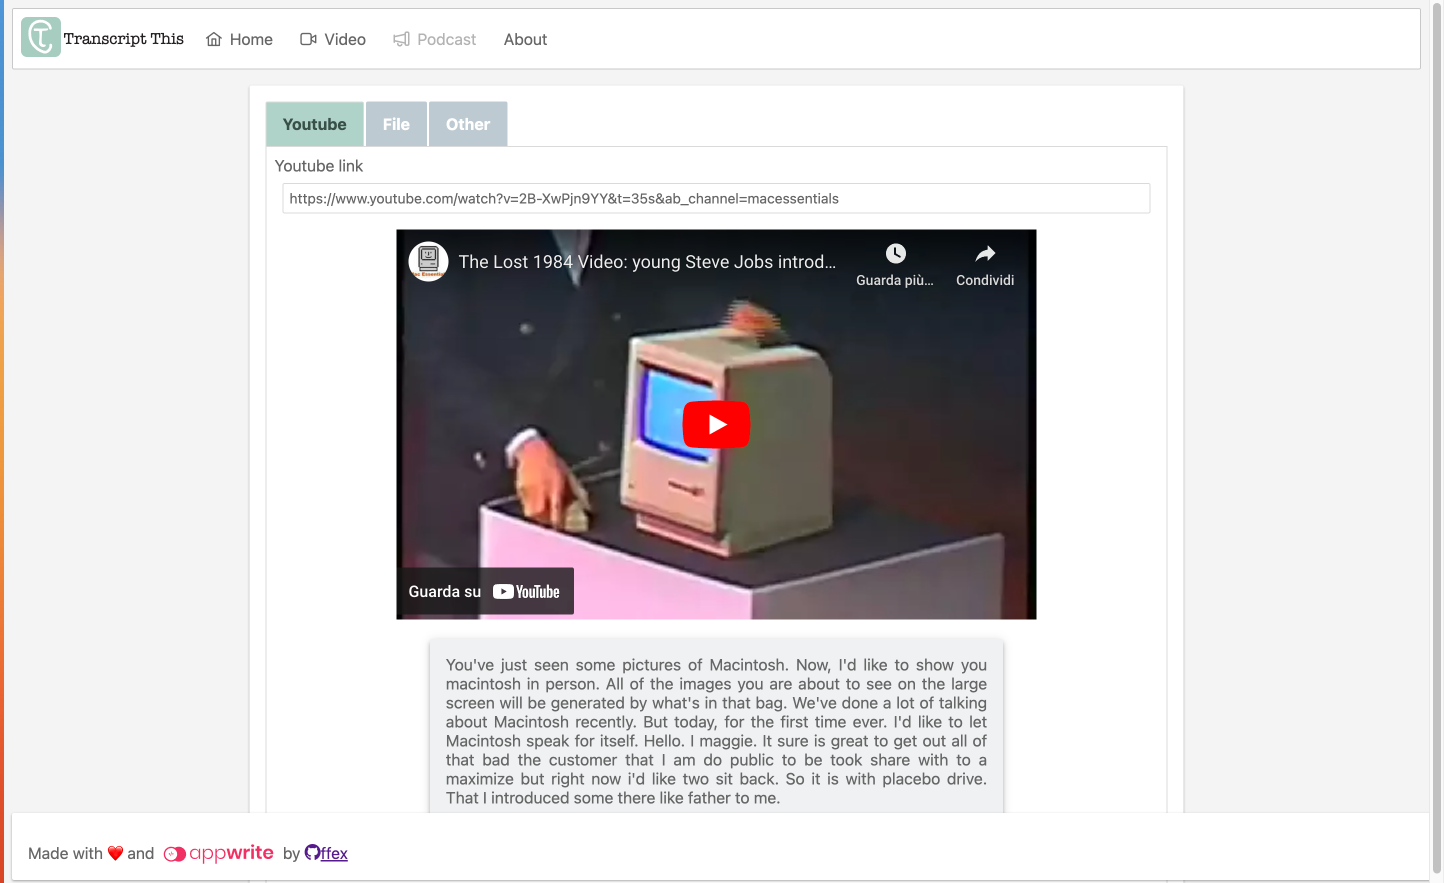 Transcript This
Home
Video
Podcast
About
Youtube
File
Other
Youtube link
https://www.youtube.com/watch?v=2B-XwPjn9YY&t=35s&ab_channel=macessentials
The Lost 1984 Video: young Steve Jobs introd...
Guarda più...
Condividi
Guarda su YouTube
You've just seen some pictures of Macintosh. Now, I'd like to show you
macintosh in person. All of the images you are about to see on the large
screen will be generated by what's in that bag. We've done a lot of talking
about Macintosh recently. But today, for the first time ever. I'd like to let
Macintosh speak for itself. Hello. I maggie. It sure is great to get out all of
that bad the customer that I am do public to be took share with to a
maximize but right now i'd like two sit back. So it is with placebo drive.
That I introduced some there like father to me.
Made with ❤️ and appwrite by ffex